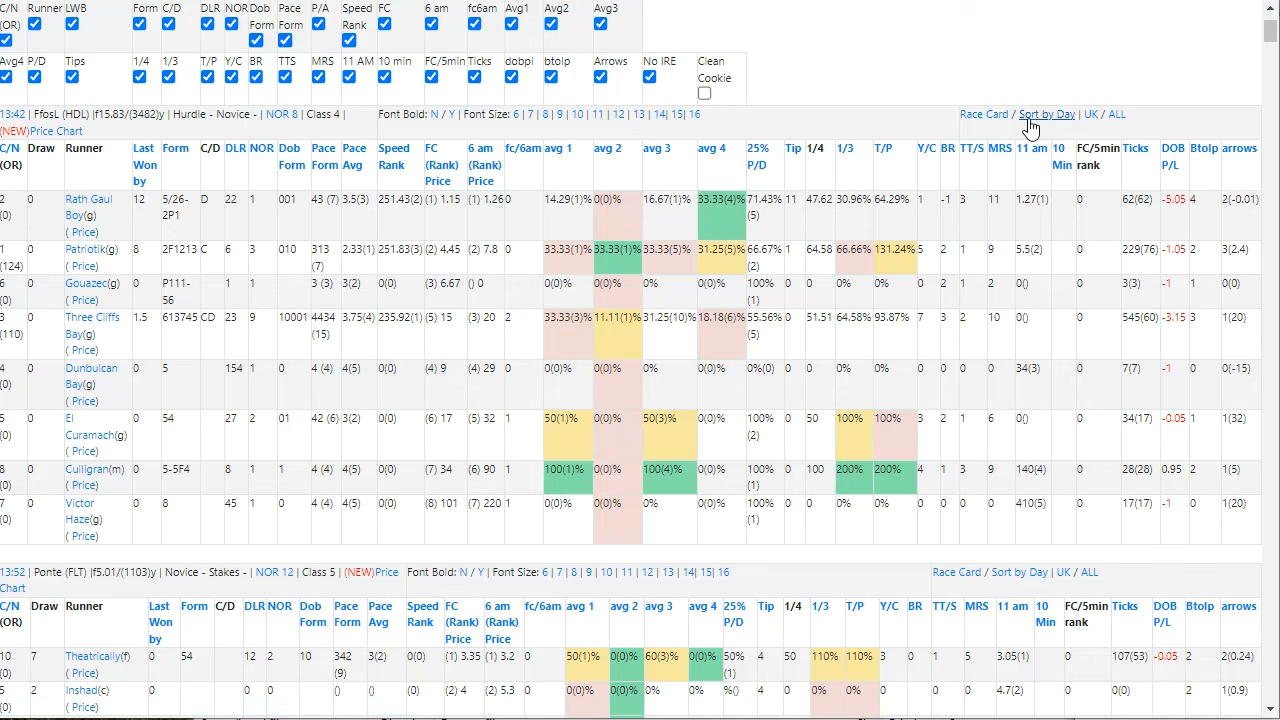 C/N Runner LWB Form C/D DLR NOR Dob Pace P/A Speed FC 6 am fc6am Avg1 Avg2 Avg3
(OR) Form Form Rank
Avg4 P/D Tips 1/4 1/3 T/P Y/C BR TTS MRS 11 AM 10 min FC/5min Ticks dobpl btolp Arrows No IRE Clean
Cookie
13:42 | FfosL (HDL) |f15.83/(3482)y | Hurdle - Novice - | NOR 8 | Class 4 | Font Bold: N / Y | Font Size: 6 | 7 | 8 | 9 | 10 | 11 | 12 | 13 | 14| 15| 16 Race Card / Sort by Day | UK / ALL
(NEW)Price Chart
C/N Draw Runner Last Form C/D DLR NOR Dob Pace Pace Speed FC 6 am fc/6am avg 1 avg 2 avg 3 avg 4 25% Tip 1/4 1/3 T/P Y/C BR TT/S MRS 11 am 10 FC/5min Ticks DOB Btolp arrows
(OR) Won Form Form Avg Rank (Rank) (Rank) P/D Min rank P/L
by Price Price
2 0 Rath Gaul 12 5/26- D 22 1 001 43 (7) 3.5(3) 251.43(2) (1) 1.15 (1) 1.26 0 14.29(1)% 0(0)% 16.67(1)% 33.33(4)% 71.43% 11 47.62 30.96% 64.29% 1 -1 3 11 1.27(1) 0 62(62) -5.05 4 2(-0.01)
(0) Boy(g) 2P1 (5)
( Price)
1 0 Patriotik(g) 8 2F1213 C 6 3 010 313 2.33(1) 251.83(3) (2) 4.45 (2) 7.8 0 33.33(1)% 33.33(1)% 33.33(5)% 31.25(5)% 66.67% 1 64.58 66.66% 131.24% 5 2 1 9 5.5(2) 0 229(76) -1.05 2 3(2.4)
(124) ( Price) (7) (2)
6 0 Gouazec(g) 0 P111- 1 1 3 (3) 3(2) 0(0) (3) 6.67 () 0 0(0)% 0(0)% 0% 0(0)% 100% 0 0 0% 0% 0 2 1 2 0() 0 3(3) -1 1 0(0)
(0) ( Price) 56 (1)
3 0 Three Cliffs 1.5 613745 CD 23 9 10001 4434 3.75(4) 235.92(1) (5) 15 (3) 20 2 33.33(3)% 11.11(1)% 31.25(10)% 18.18(6)% 55.56% 0 51.51 64.58% 93.87% 7 3 2 10 0() 0 545(60) -3.15 3 1(20)
(110) Bay(g) (15) (5)
( Price)
4 0 Dunbulcan 0 5 154 1 0 4 (4) 4(5) 0(0) (4) 9 (4) 29 0 0(0)% 0(0)% 0% 0(0)% 0%(0) 0 0 0% 0% 0 0 0 0 34(3) 0 7(7) -1 0 0(-15)
(0) Bay(g)
( Price)
5 0 El 0 54 27 2 01 42 (6) 3(2) 0(0) (6) 17 (5) 32 1 50(1)% 0(0)% 50(3)% 0(0)% 100% 0 50 100% 100% 3 2 1 6 0() 0 34(17) -0.05 1 1(32)
(0) Curamach(g) (2)
( Price)
8 0 Culligran(m) 0 5-5F4 8 1 1 4 (4) 4(5) 0(0) (7) 34 (6) 90 1 100(1)% 0(0)% 100(4)% 0(0)% 100% 0 100 200% 200% 4 1 3 9 140(4) 0 28(28) 0.95 2 1(5)
(0) ( Price) (1)
7 0 Victor 0 8 45 1 0 4 (4) 4(5) 0(0) (8) 101 (7) 220 1 0(0)% 0(0)% 0% 0(0)% 100% 0 0 0% 0% 0 0 0 0 410(5) 0 17(17) -1 0 1(20)
(0) Haze(g) (1)
( Price)
13:52 | Ponte (FLT) |f5.01/(1103)y | Novice - Stakes - | NOR 12 | Class 5 | (NEW)Price Font Bold: N / Y | Font Size: 6 | 7 | 8 | 9 | 10 | 11 | 12 | 13 | 14| 15| 16 Race Card / Sort by Day | UK / ALL
Chart
C/N Draw Runner Last Form C/D DLR NOR Dob Pace Pace Speed FC 6 am fc/6am avg 1 avg 2 avg 3 avg 4 25% Tip 1/4 1/3 T/P Y/C BR TT/S MRS 11 am 10 FC/5min Ticks DOB Btolp arrows
(OR) Won Form Form Avg Rank (Rank) (Rank) P/D Min rank P/L
by Price Price
10 7 Theatrically(f) 0 54 12 2 10 342 3(2) 0(0) (1) 3.35 (1) 3.2 0 50(1)% 0(0)% 60(3)% 0(0)% 50% 4 50 110% 110% 3 0 1 5 3.05(1) 0 107(53) -0.05 2 2(0.24)
(0) ( Price) (9) (1)
5 2 Inshad(c) 0 0 () () (0) (2) 4 (2) 5.3 0 0(0)% 0(0)% 0% 0% %() 4 0% 0% 0 0 0 0 4.7(2) 0 0(0) 2 1(0.9)
(0) ( Price)